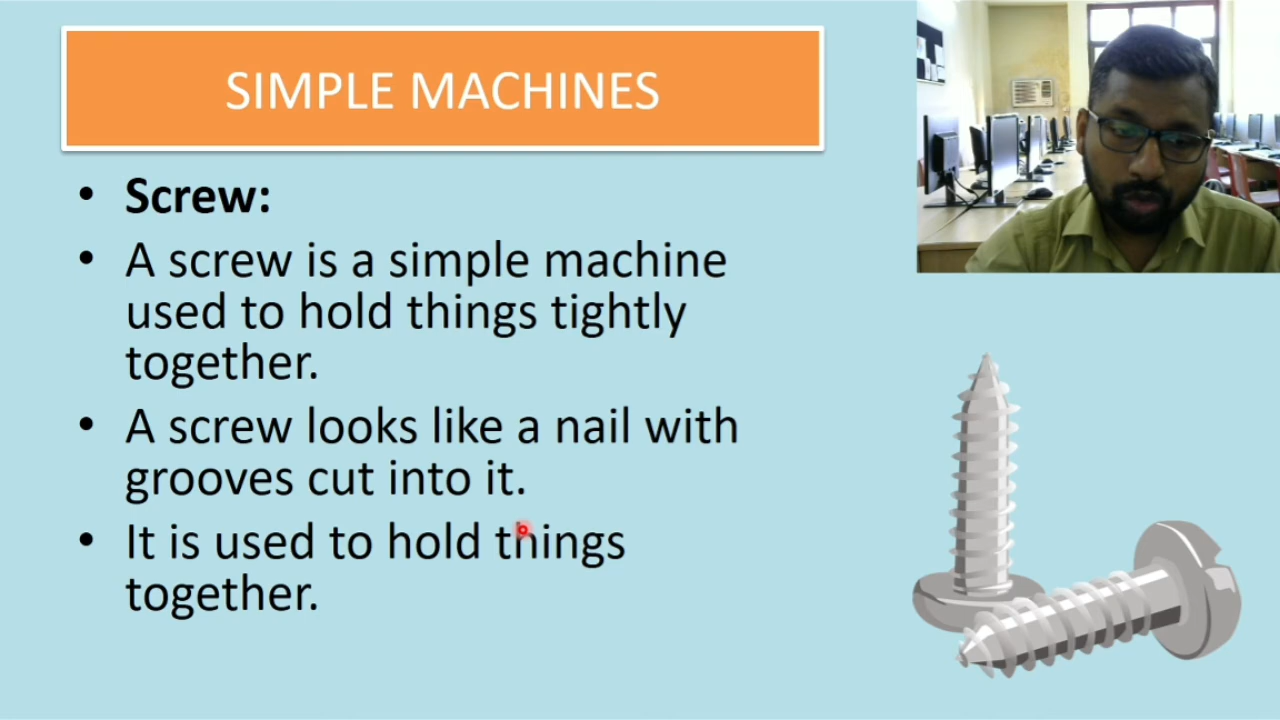 SIMPLE MACHINES
• Screw:
• A screw is a simple machine
used to hold things tightly
together.
• A screw looks like a nail with
grooves cut into it.
• It is used to hold things
together.